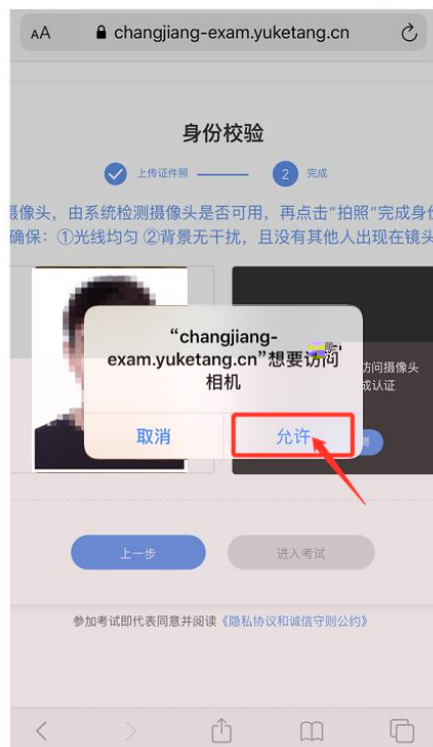 AA changjiang-exam.yuketang.cn
身份校验
上传证件照 2 完成
摄像头，由系统检测摄像头是否可用，再点击“拍照”完成身份
确保：①光线均匀 ②背景无干扰，且没有其他人出现在镜头
“changjiang-
exam.yuketang.cn”想要访问
相机
访问摄像头
成认证
取消 允许
测
上一步 进入考试
参加考试即代表同意并阅读《隐私协议和诚信守则公约》